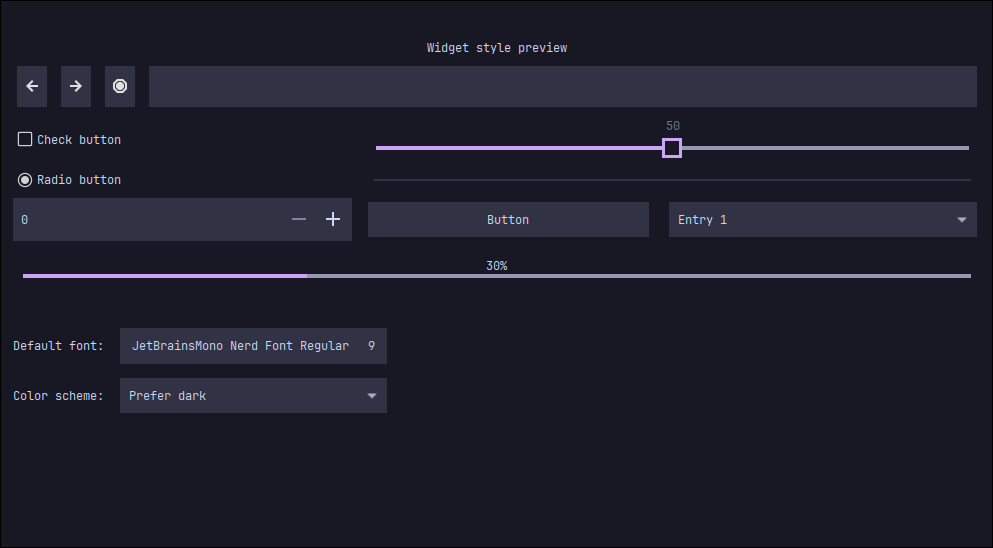 Widget style preview
50
Check button
Radio button
0
Button
Entry 1
30%
Default font: JetBrainsMono Nerd Font Regular 9
Color scheme: Prefer dark